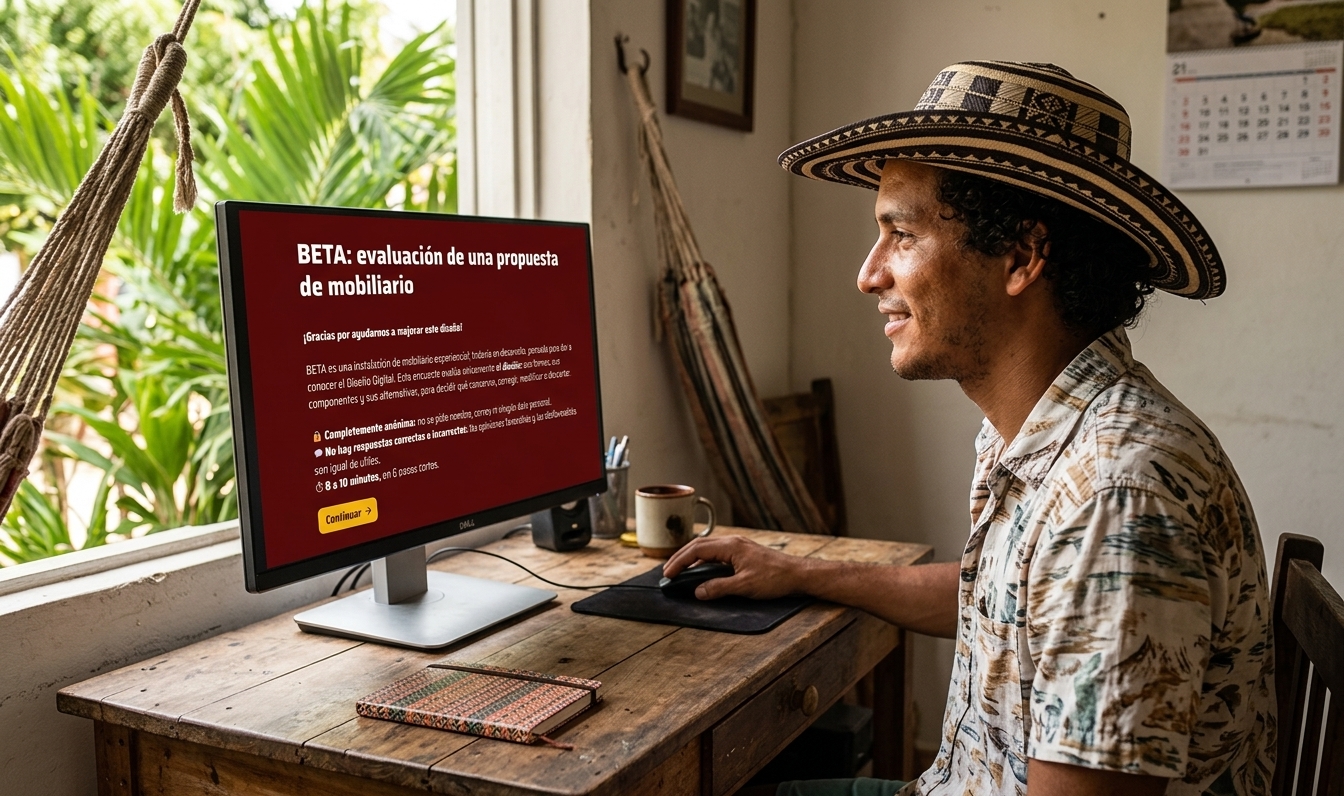 BETA: evaluación de una propuesta
de mobiliario
¡Gracias por ayudarnos a majorar este diseño!
BETA es una instalación de mobiliario experiencial, todavía en desarrollo, pensada para dar a
conocer el Diseño Digital. Esta encuesta evalúa únicamente el diseño: sus formas, sus
componentes y sus alternativas, para decidir qué conservar, corregir, modificar o descartar.
🔒 Completamente anónima: no se pide nombre, correo ni ningún dato personal.
💬 No hay respuestas correctas e incorrectas: las opiniones favorables y las desfavorables
son igual de útiles.
⏱ 8 a 10 minutos, en 6 pasos cortos.
Continuar →
DELL
21